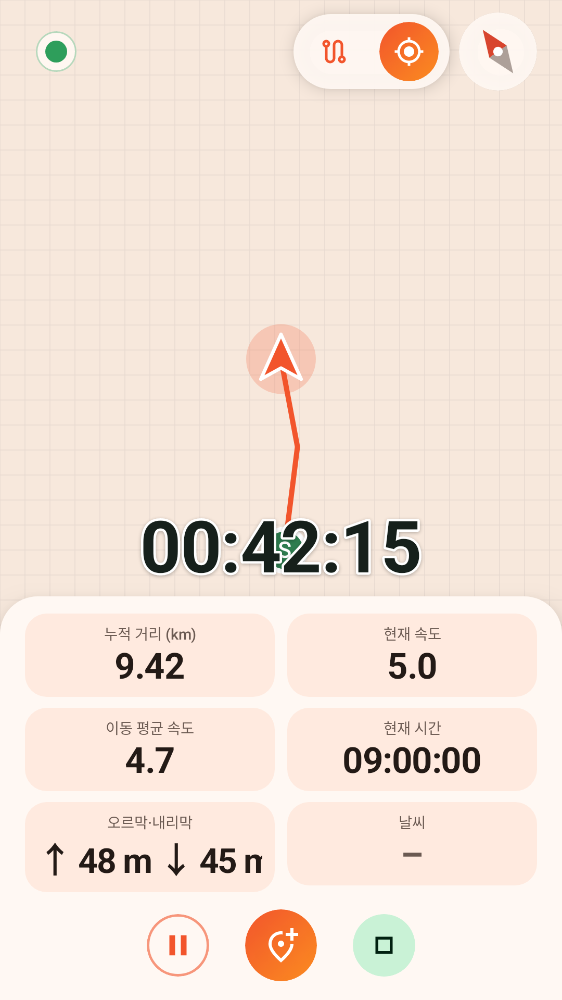 00:42:15
누적 거리 (km)
9.42
현재 속도
5.0
이동 평균 속도
4.7
현재 시간
09:00:00
오르막·내리막
↑ 48 m ↓ 45 m
날씨
–